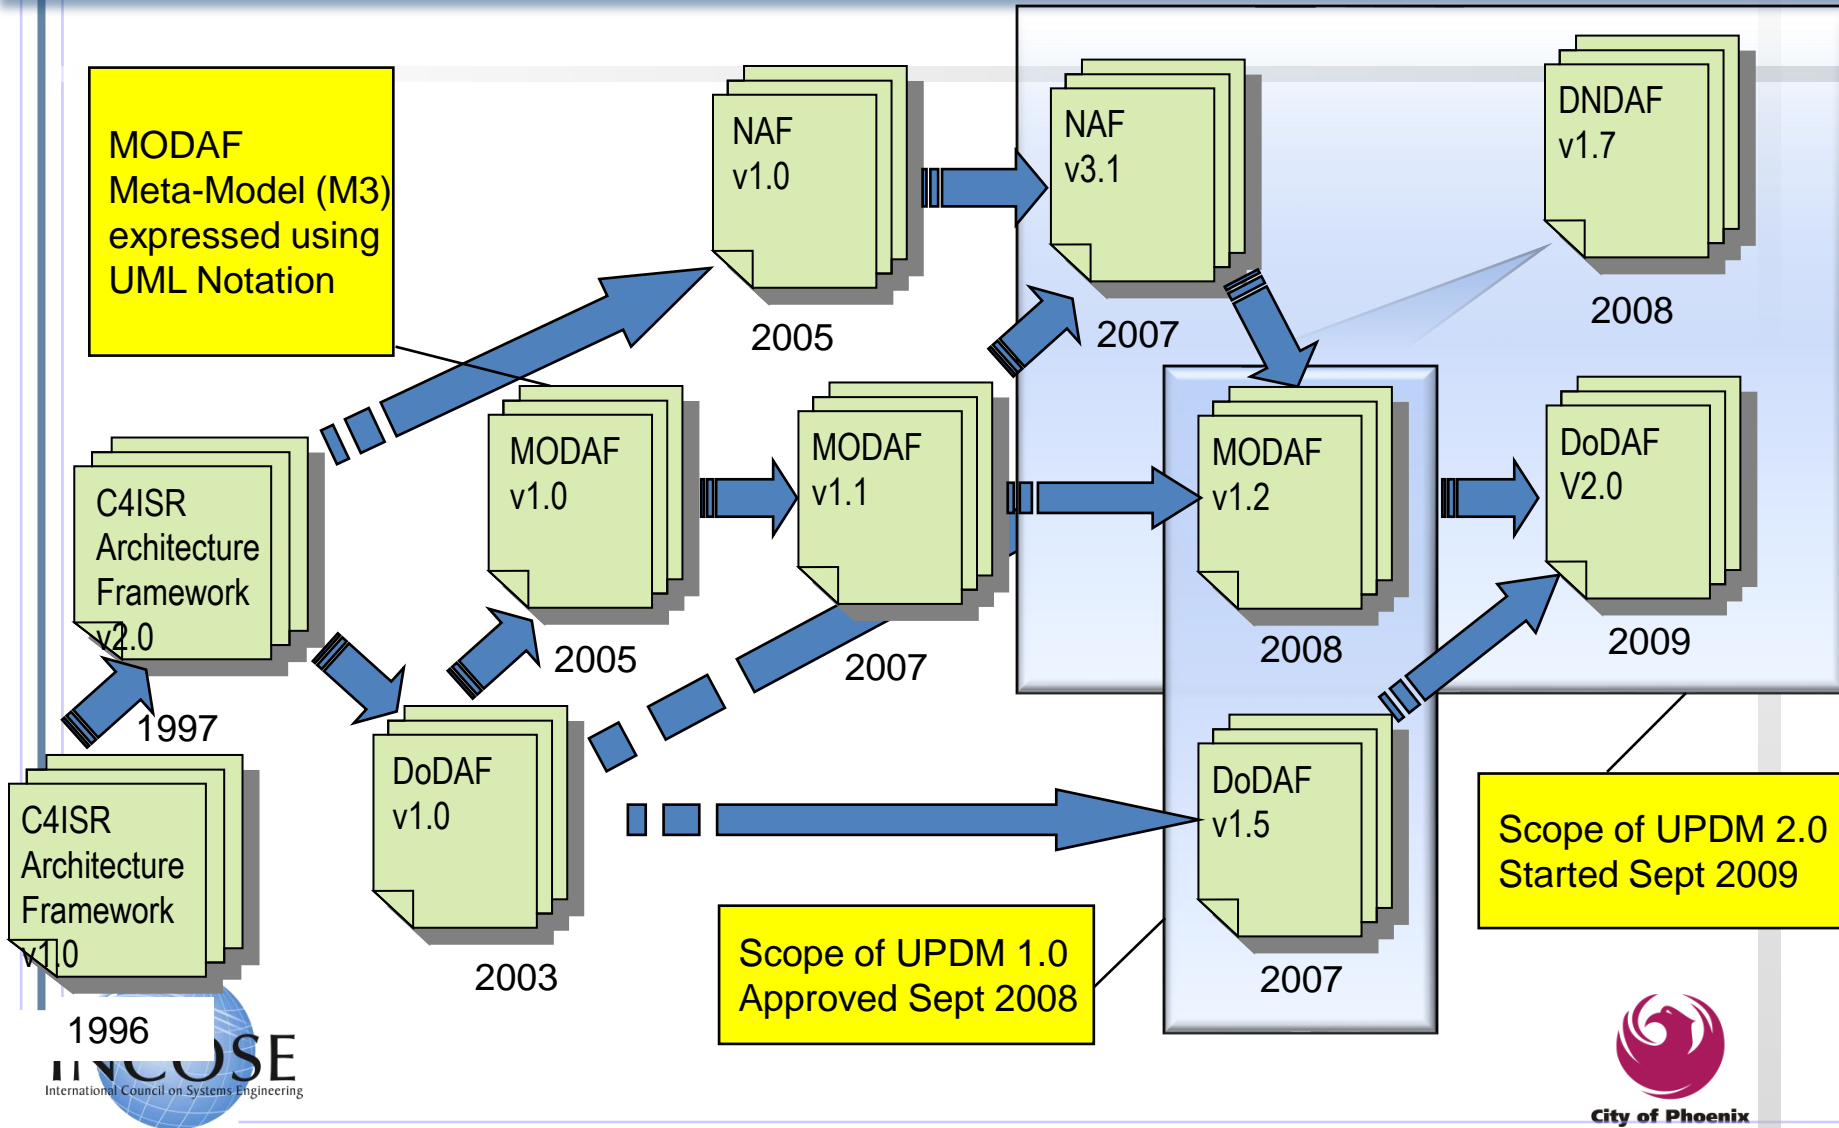 MODAF
Meta-Model (M3)
expressed using
UML Notation
NAF
v1.0
2005
NAF
v3.1
2007
DNDAF
v1.7
2008
C4ISR
Architecture
Framework
v2.0
1997
MODAF
v1.0
2005
MODAF
v1.1
2007
MODAF
v1.2
2008
DoDAF
V2.0
2009
C4ISR
Architecture
Framework
v1.0
1996
DoDAF
v1.0
2003
DoDAF
v1.5
2007
Scope of UPDM 1.0
Approved Sept 2008
Scope of UPDM 2.0
Started Sept 2009
INCOSE
International Council on Systems Engineering
City of Phoenix